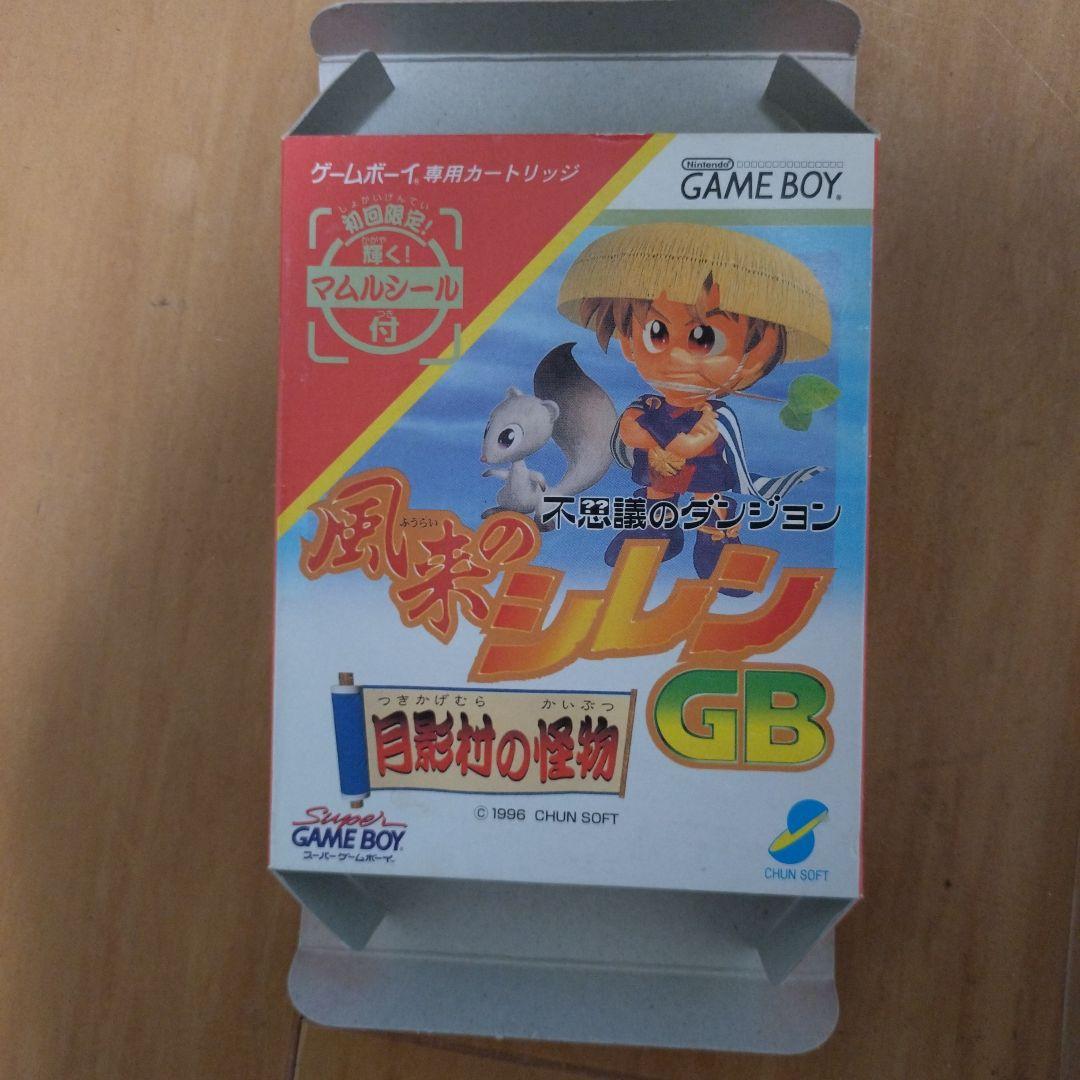 ゲームボーイ専用カートリッジ
しょかいげんてい
初回限定!
かがや
輝く!
マムルシール
つき
付
Nintendo
GAME BOY
不思議のダンジョン
風来の
ふうらい
シレン
GB
つきかげむら かいぶつ
月影村の怪物
© 1996 CHUN SOFT
Super
GAME BOY
スーパーゲームボーイ
CHUN SOFT